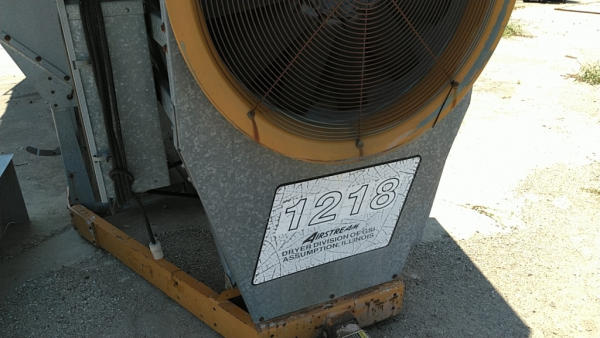 1218
AIRSTREAM
DRYER DIVISION OF GSI
ASSUMPTION, ILLINOIS